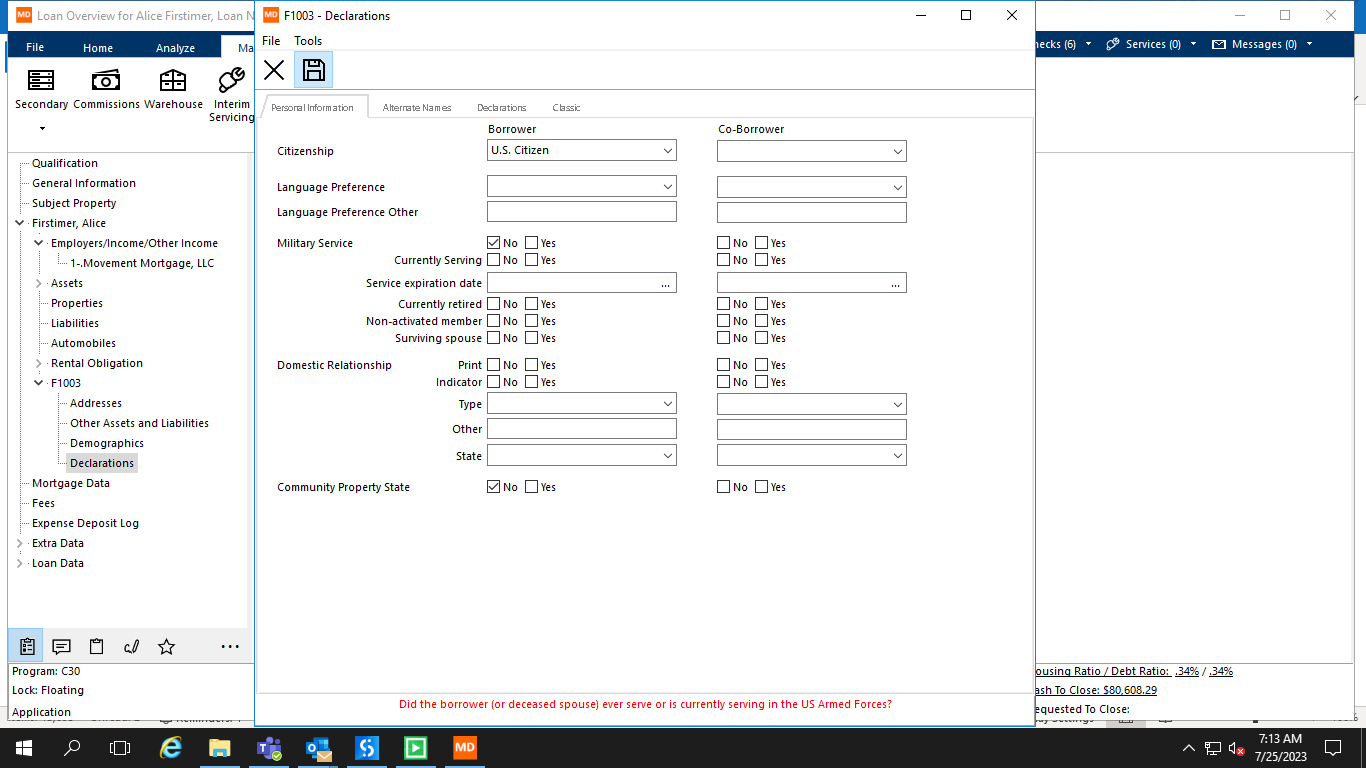 MD Loan Overview for Alice Firstimer, Loan N
MD F1003 - Declarations
File Home Analyze Ma
File Tools
hecks (6) Services (0) Messages (0)
Secondary Commissions Warehouse Interim Servicing
Personal Information Alternate Names Declarations Classic
Borrower Co-Borrower
Citizenship U.S. Citizen
Language Preference
Language Preference Other
Military Service No Yes No Yes
Currently Serving No Yes No Yes
Service expiration date ... ...
Currently retired No Yes No Yes
Non-activated member No Yes No Yes
Surviving spouse No Yes No Yes
Domestic Relationship Print No Yes No Yes
Indicator No Yes No Yes
Type
Other
State
Community Property State No Yes No Yes
Qualification
General Information
Subject Property
Firstimer, Alice
Employers/Income/Other Income
1-.Movement Mortgage, LLC
Assets
Properties
Liabilities
Automobiles
Rental Obligation
F1003
Addresses
Other Assets and Liabilities
Demographics
Declarations
Mortgage Data
Fees
Expense Deposit Log
Extra Data
Loan Data
Program: C30
Lock: Floating
Application
Did the borrower (or deceased spouse) ever serve or is currently serving in the US Armed Forces?
ousing Ratio / Debt Ratio: .34% / .34%
ash To Close: $80,608.29
equested To Close:
MD
7:13 AM
7/25/2023